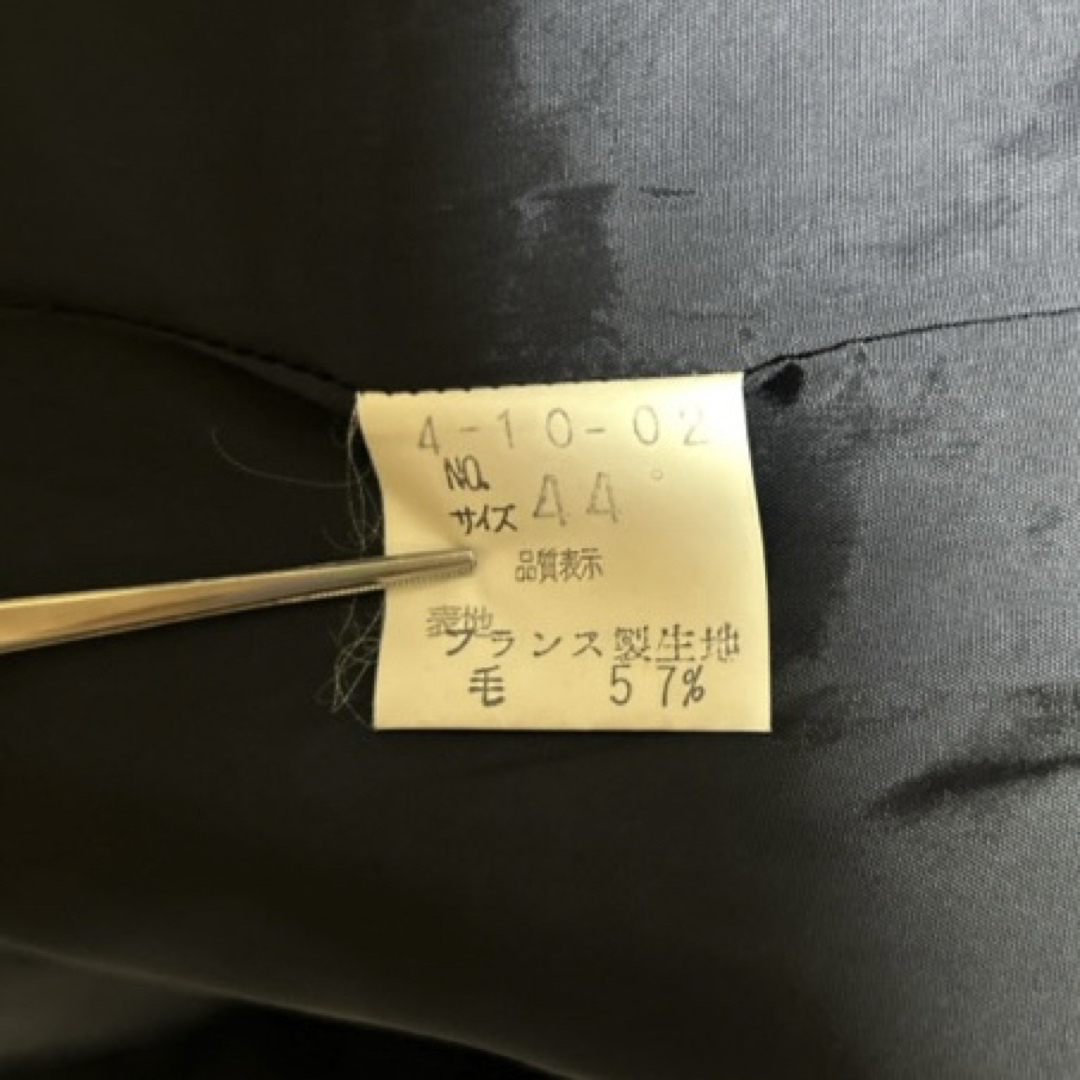 4-10-02
NO.
サイズ 44
品質表示
表地
フランス製生地
毛 57%